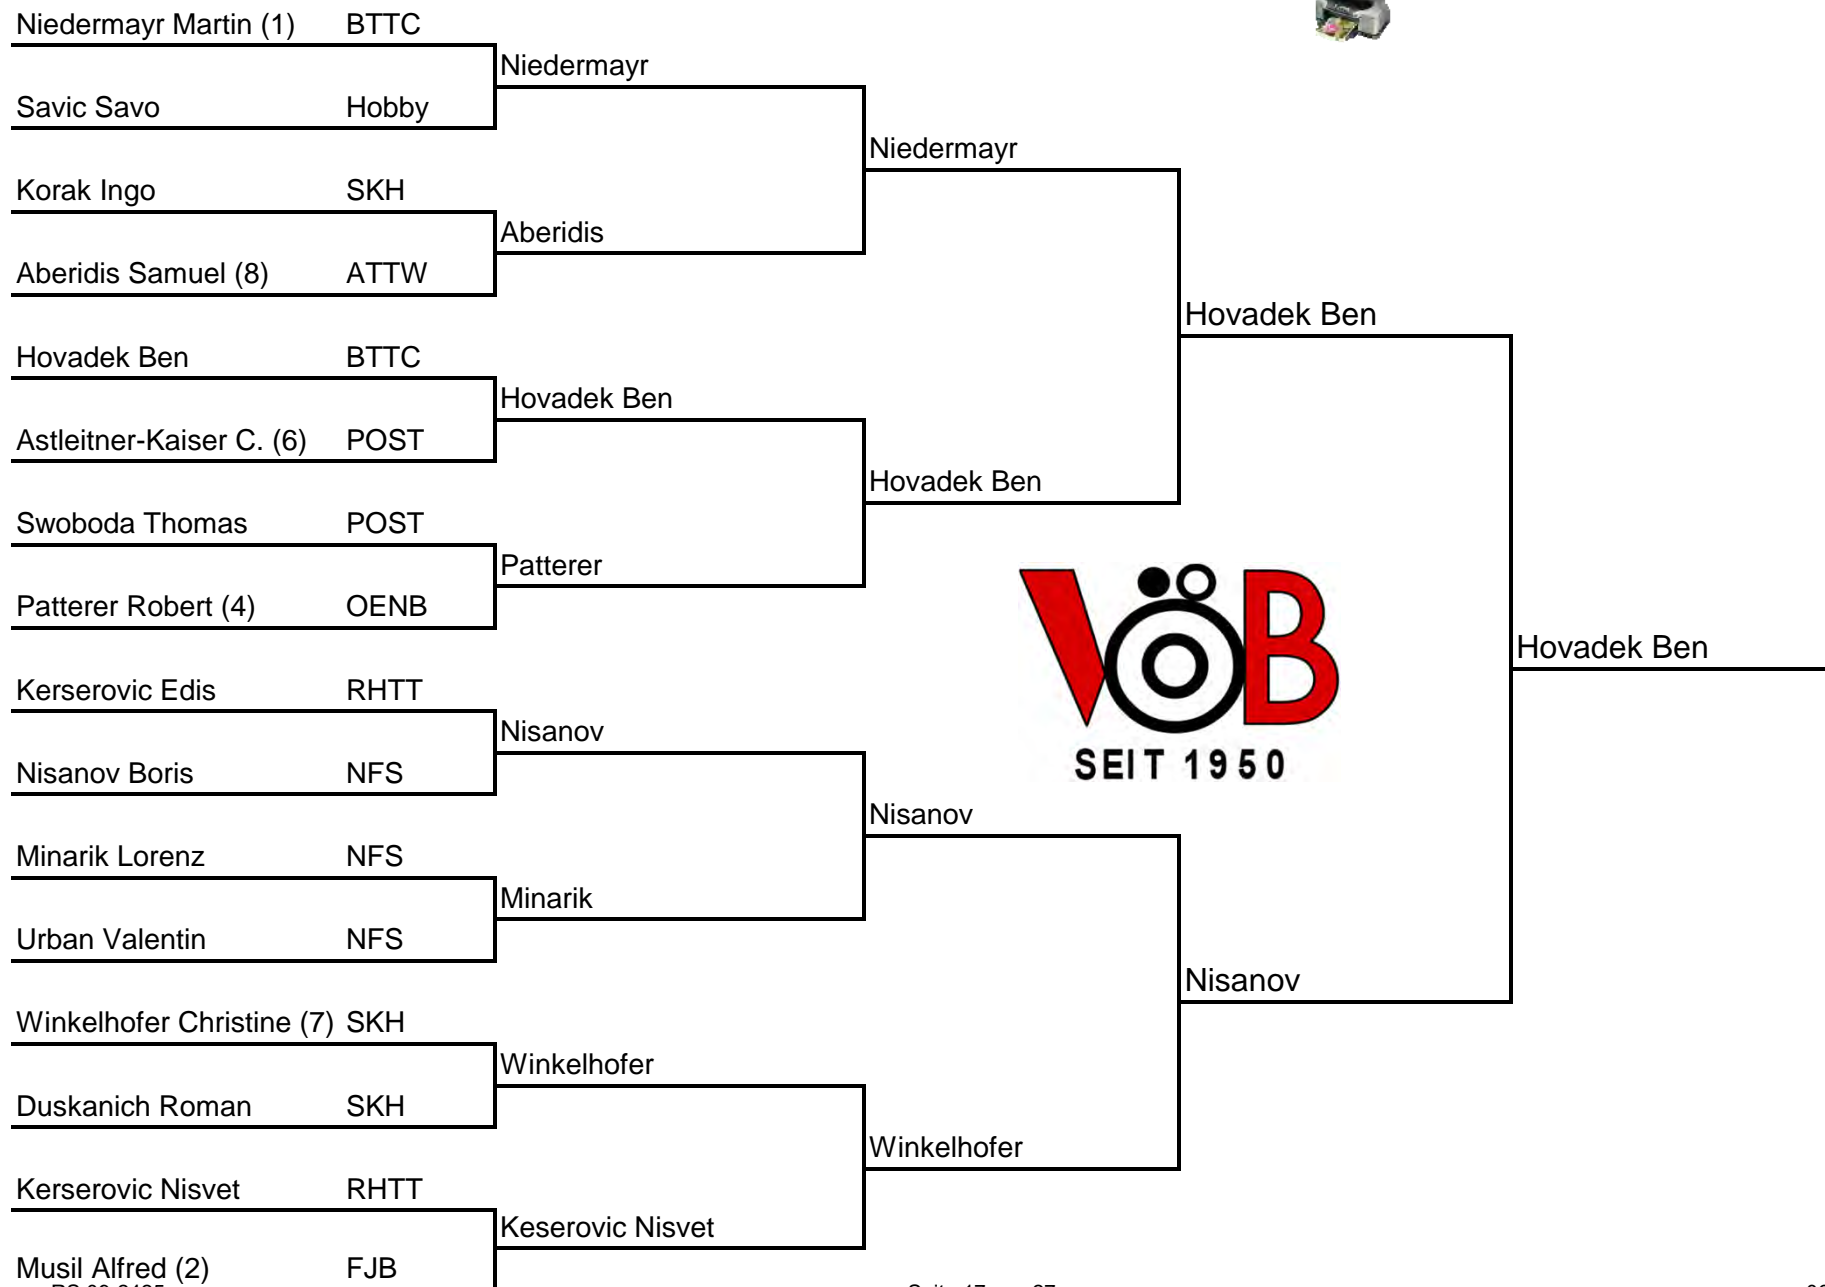 Niedermayr Martin (1) BTTC
Niedermayr
Savic Savo Hobby
Niedermayr
Korak Ingo SKH
Aberidis
Aberidis Samuel (8) ATTW
Hovadek Ben
Hovadek Ben BTTC
Hovadek Ben
Astleitner-Kaiser C. (6) POST
Hovadek Ben
Swoboda Thomas POST
Patterer
Patterer Robert (4) OENB
VÖB
SEIT 1950
Hovadek Ben
Kerserovic Edis RHTT
Nisanov
Nisanov Boris NFS
Nisanov
Minarik Lorenz NFS
Minarik
Urban Valentin NFS
Nisanov
Winkelhofer Christine (7) SKH
Winkelhofer
Duskanich Roman SKH
Winkelhofer
Kerserovic Nisvet RHTT
Keserovic Nisvet
Musil Alfred (2) FJB